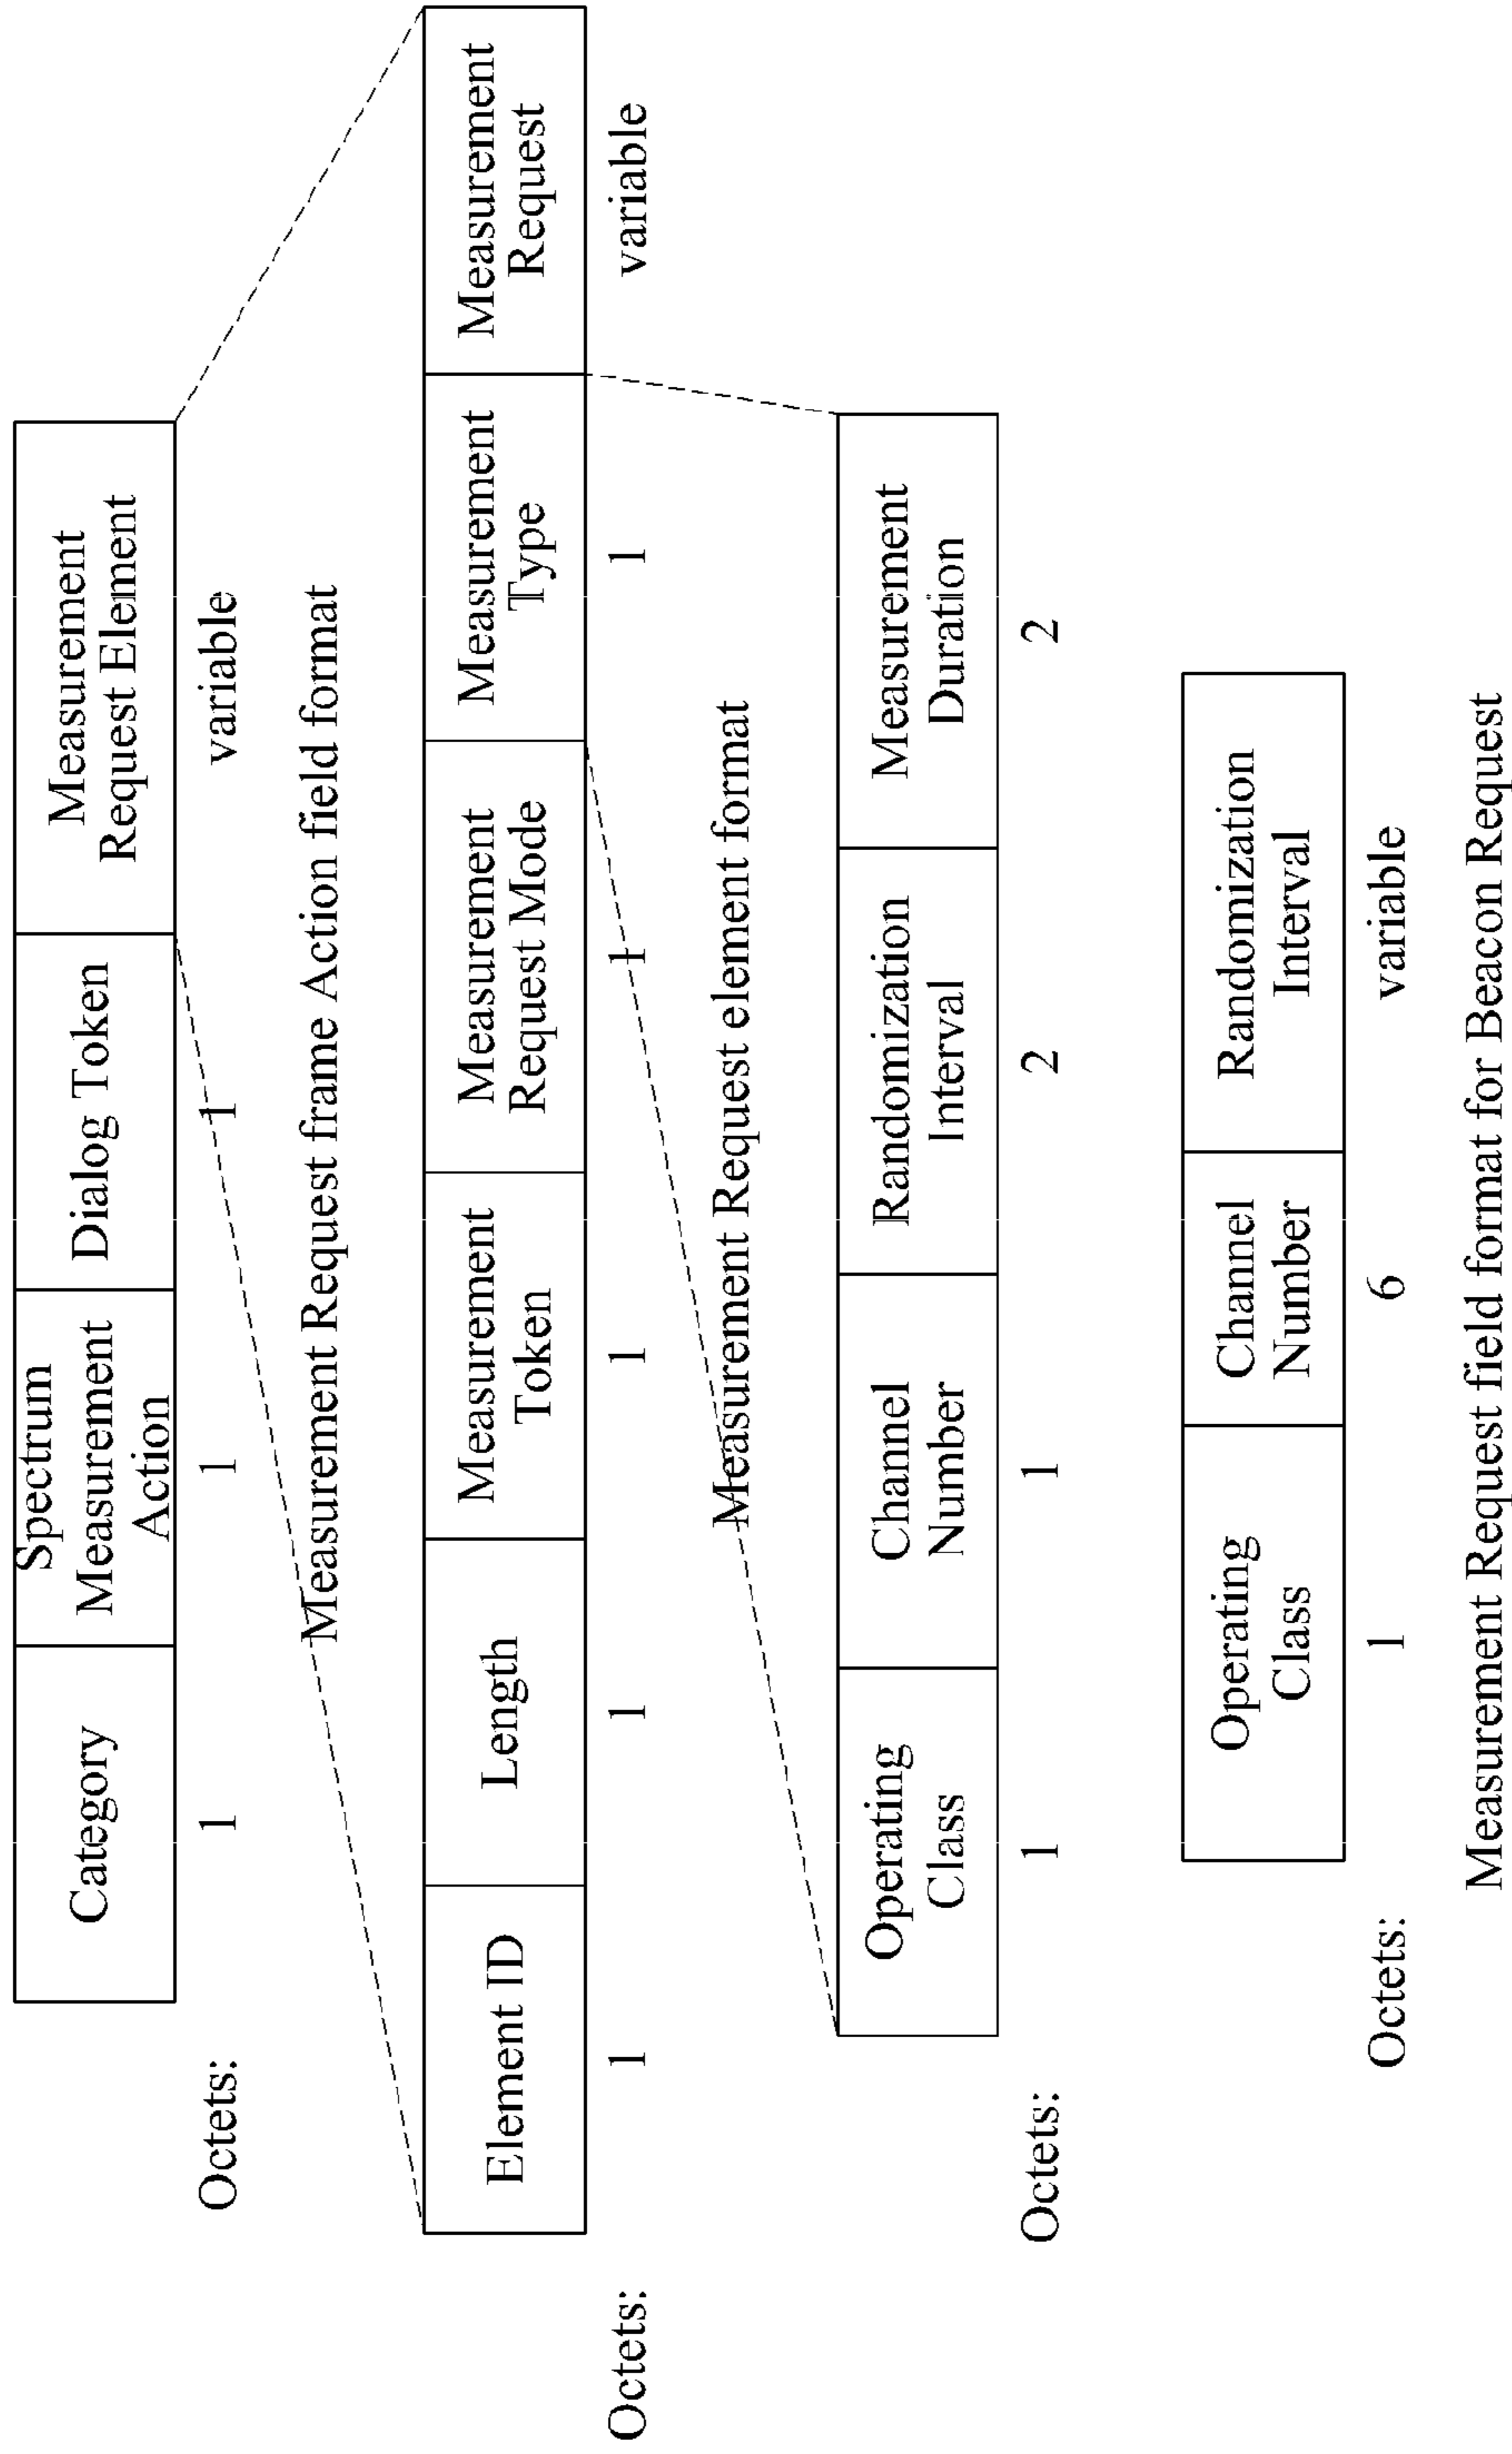 Category
Spectrum
Measurement
Action
Dialog Token
Measurement
Request Element
Octets: 1 1 1 variable
Measurement Request frame Action field format
Element ID
Length
Measurement
Token
Measurement
Request Mode
Measurement
Type
Measurement
Request
Octets: 1 1 1 1 1 variable
Measurement Request element format
Operating
Class
Channel
Number
Randomization
Interval
Measurement
Duration
Octets: 1 1 2 2
Operating
Class
Channel
Number
Randomization
Interval
Octets: 1 6 variable
Measurement Request field format for Beacon Request